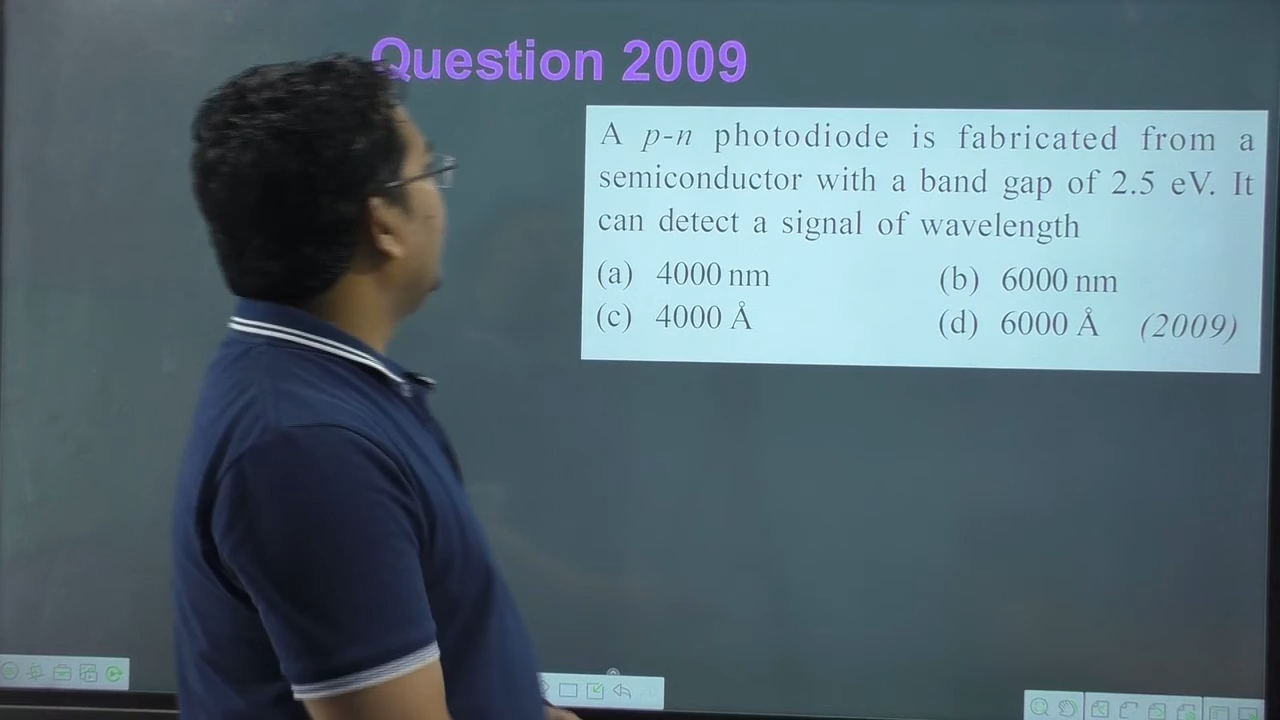 Question 2009
A p-n photodiode is fabricated from a
semiconductor with a band gap of 2.5 eV. It
can detect a signal of wavelength
(a) 4000 nm (b) 6000 nm
(c) 4000 Å (d) 6000 Å (2009)